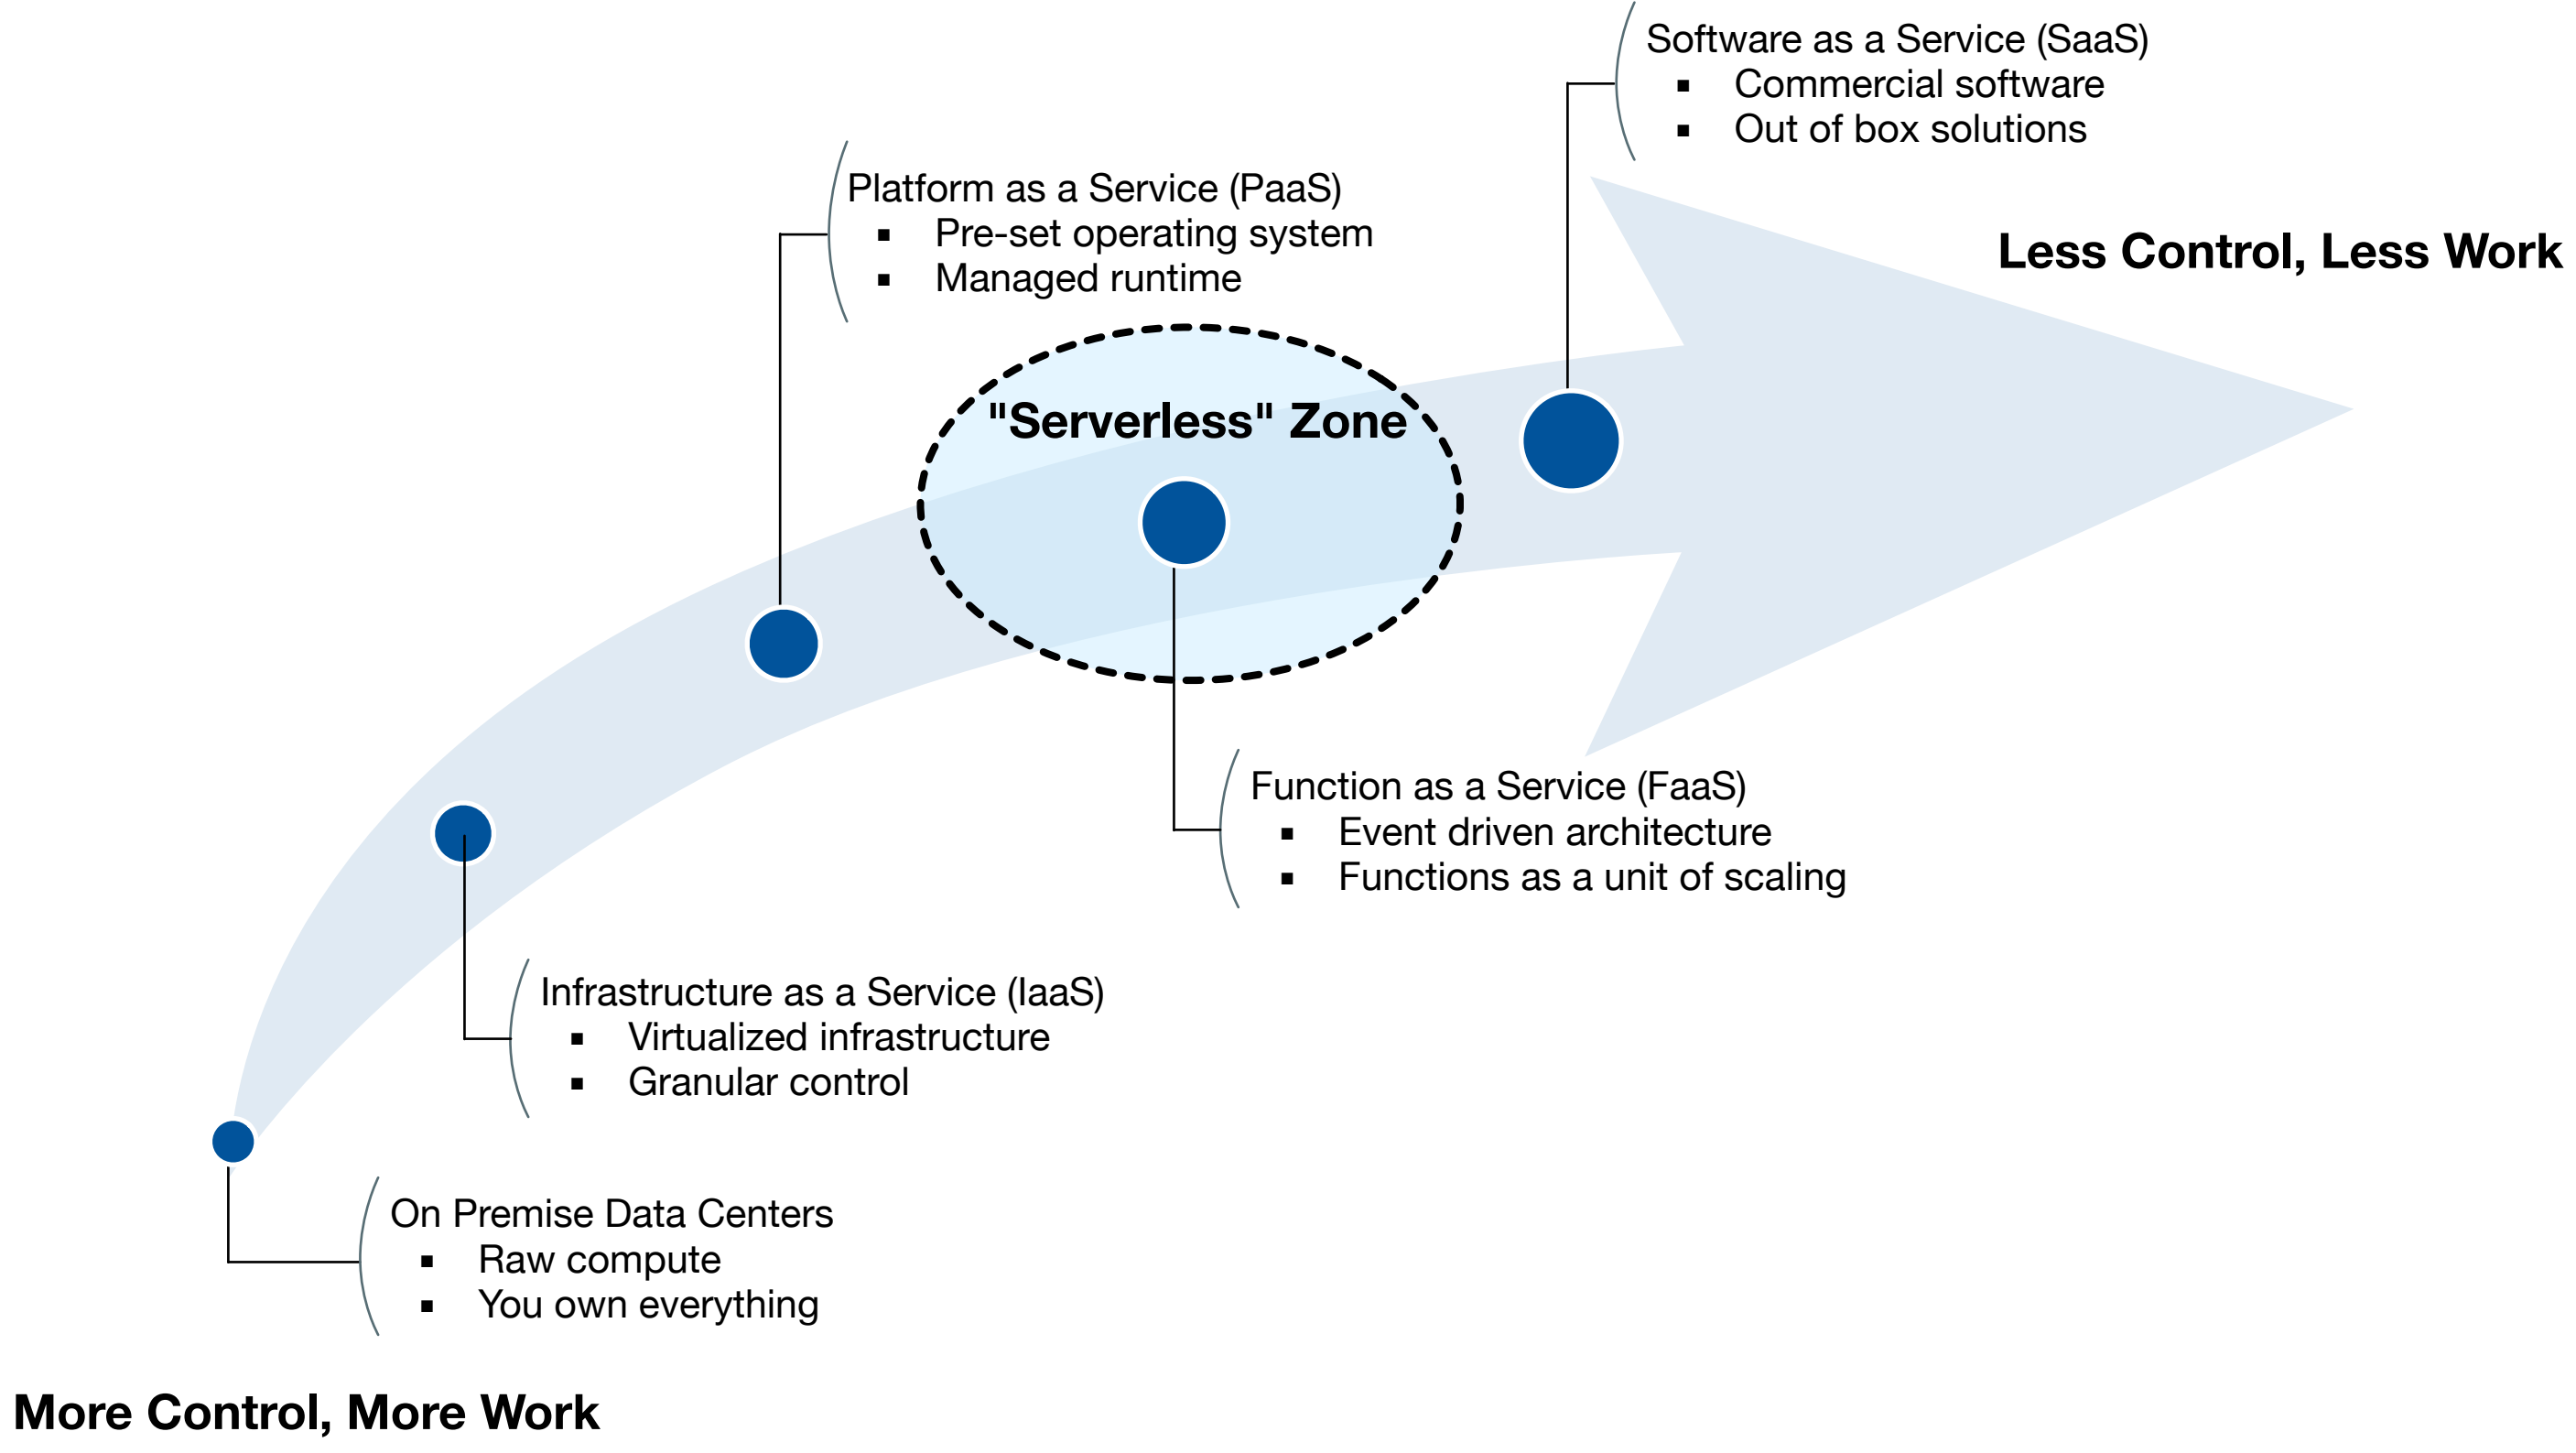 Software as a Service (SaaS)
▪ Commercial software
▪ Out of box solutions
Platform as a Service (PaaS)
▪ Pre-set operating system
▪ Managed runtime
Less Control, Less Work
"Serverless" Zone
Function as a Service (FaaS)
▪ Event driven architecture
▪ Functions as a unit of scaling
Infrastructure as a Service (IaaS)
▪ Virtualized infrastructure
▪ Granular control
On Premise Data Centers
▪ Raw compute
▪ You own everything
More Control, More Work